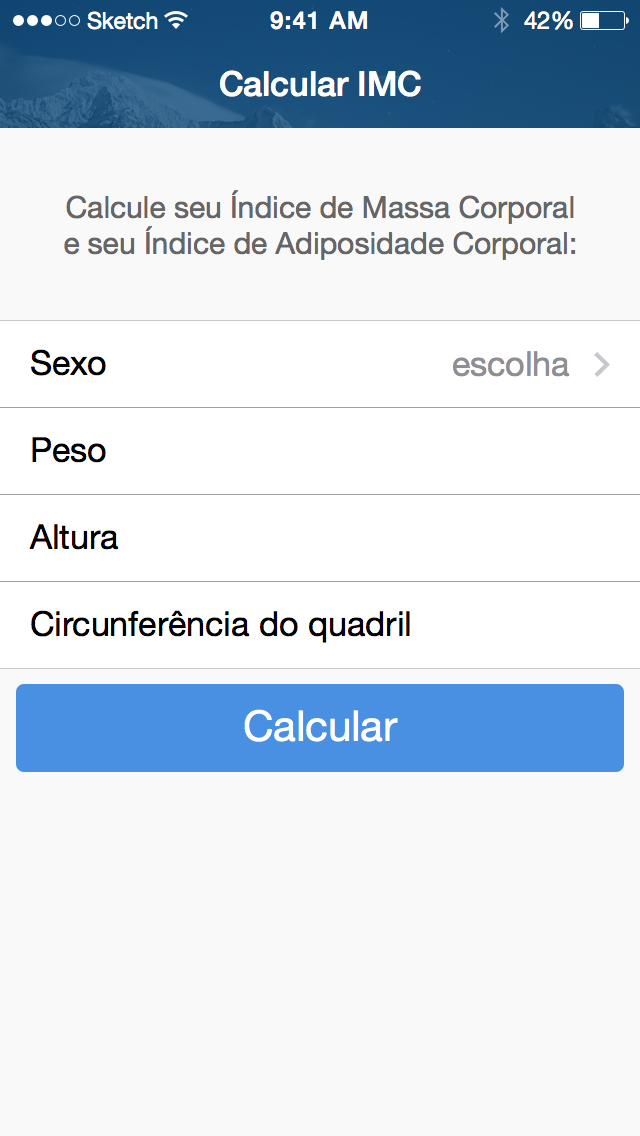 Sketch 9:41 AM 42%
Calcular IMC
Calcule seu Índice de Massa Corporal
e seu Índice de Adiposidade Corporal:
Sexo escolha
Peso
Altura
Circunferência do quadril
Calcular